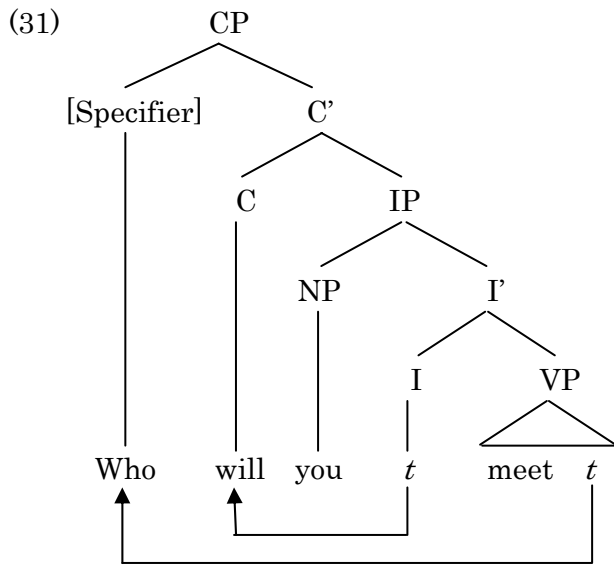 (31) CP
[Specifier] C’
C IP
NP I’
I VP
Who will you t meet t